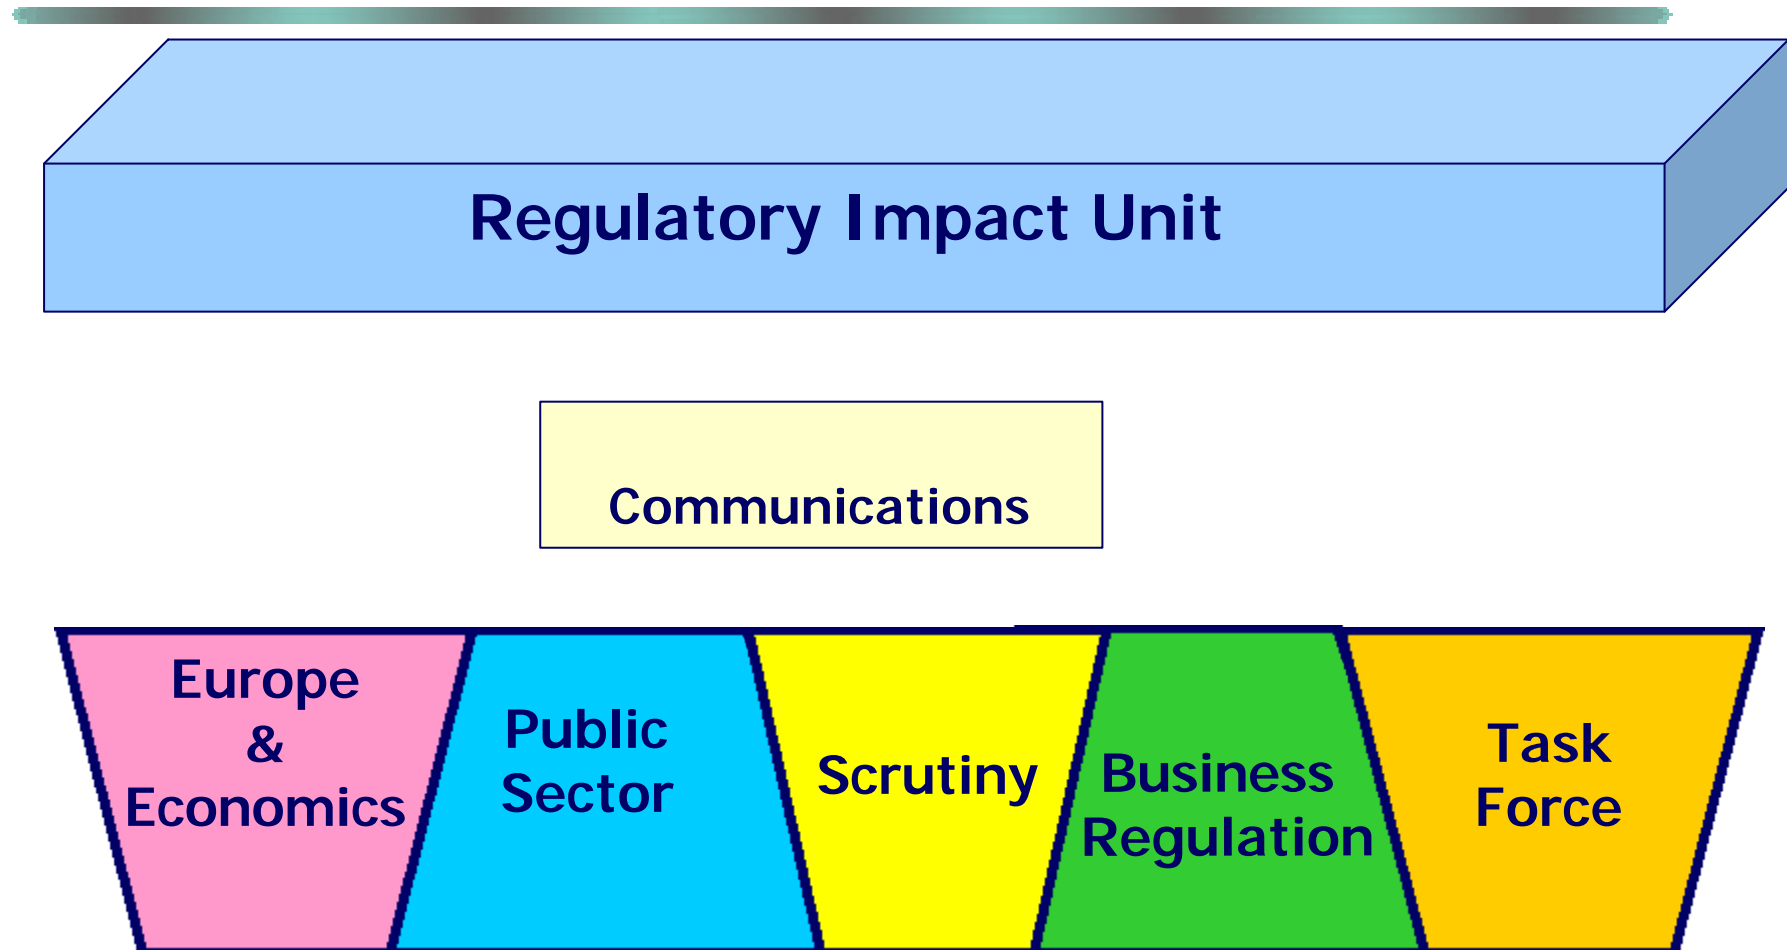 Regulatory Impact Unit
Communications
Europe
&
Economics
Public
Sector
Scrutiny
Business
Regulation
Task
Force